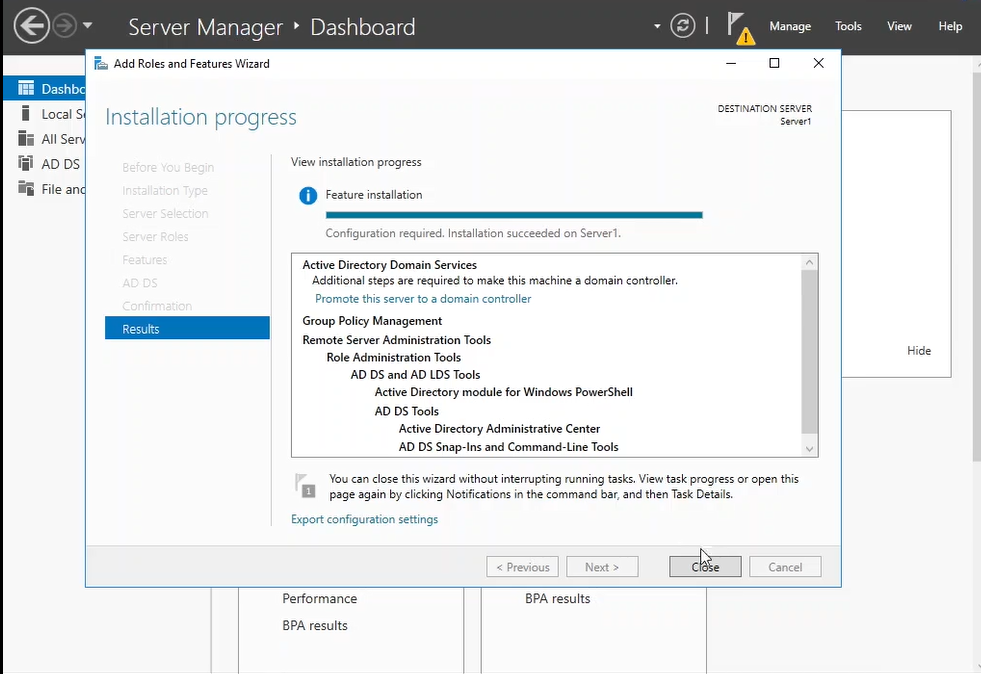 Server Manager ‣ Dashboard
Manage Tools View Help
Add Roles and Features Wizard
Dashbo
Local Se
All Serv
AD DS
File and
Installation progress
DESTINATION SERVER
Server1
Before You Begin
Installation Type
Server Selection
Server Roles
Features
AD DS
Confirmation
Results
View installation progress
Feature installation
Configuration required. Installation succeeded on Server1.
Active Directory Domain Services
Additional steps are required to make this machine a domain controller.
Promote this server to a domain controller
Group Policy Management
Remote Server Administration Tools
Role Administration Tools
AD DS and AD LDS Tools
Active Directory module for Windows PowerShell
AD DS Tools
Active Directory Administrative Center
AD DS Snap-Ins and Command-Line Tools
1
You can close this wizard without interrupting running tasks. View task progress or open this
page again by clicking Notifications in the command bar, and then Task Details.
Export configuration settings
< Previous Next > Close Cancel
Hide
Performance
BPA results
BPA results